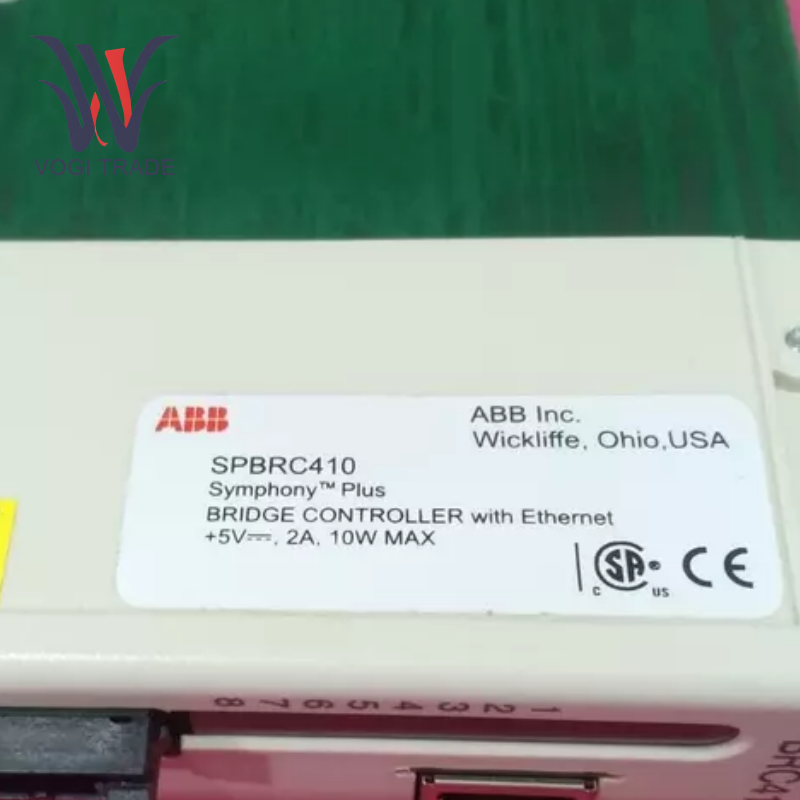 VOGI TRADE
ABB
ABB Inc.
Wickliffe, Ohio,USA
SPBRC410
Symphony™ Plus
BRIDGE CONTROLLER with Ethernet
+5V⎓, 2A, 10W MAX
C SA® US CE
8 7 6 5 4 3 2 1